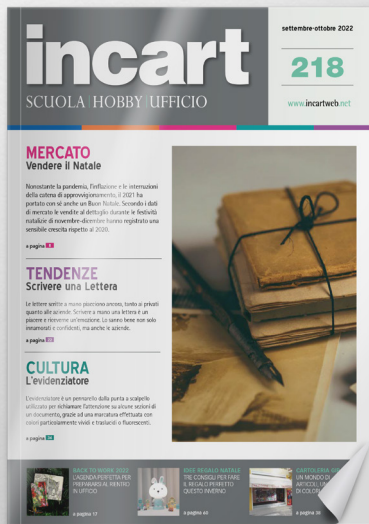 incart
SCUOLA | HOBBY | UFFICIO
settembre-ottobre 2022
218
www.incartweb.net
MERCATO
Vendere il Natale
Nonostante la pandemia, l'inflazione e le interruzioni
della catena di approvvigionamento, il 2021 ha
portato con sé anche un Buon Natale. Secondo i dati
di mercato le vendite al dettaglio durante le festività
natalizie di novembre-dicembre hanno registrato una
sensibile crescita rispetto al 2020.
a pagina
TENDENZE
Scrivere una Lettera
Le lettere scritte a mano piacciono ancora, tanto ai privati
quanto alle aziende. Scrivere a mano una lettera è un
piacere e riceverne un'emozione. Lo sanno bene non solo
innamorati e confidenti, ma anche le aziende.
a pagina
CULTURA
L'evidenziatore
L'evidenziatore è un pennarello dalla punta a scalpello
utilizzato per richiamare l'attenzione su alcune sezioni di
un documento, grazie ad una marcatura effettuata con
colori particolarmente vividi e traslucidi o fluorescenti.
a pagina
BACK TO WORK 2022
L'AGENDA PERFETTA PER
PREPARARSI AL RIENTRO
IN UFFICIO
a pagina 17
IDEE REGALO NATALE
TRE CONSIGLI PER FARE
IL REGALO PERFETTO
QUESTO INVERNO
a pagina 40
CARTOLERIA
UN MONDO DI
ARTICOLI, UN
DI COLORI
a pagina 39